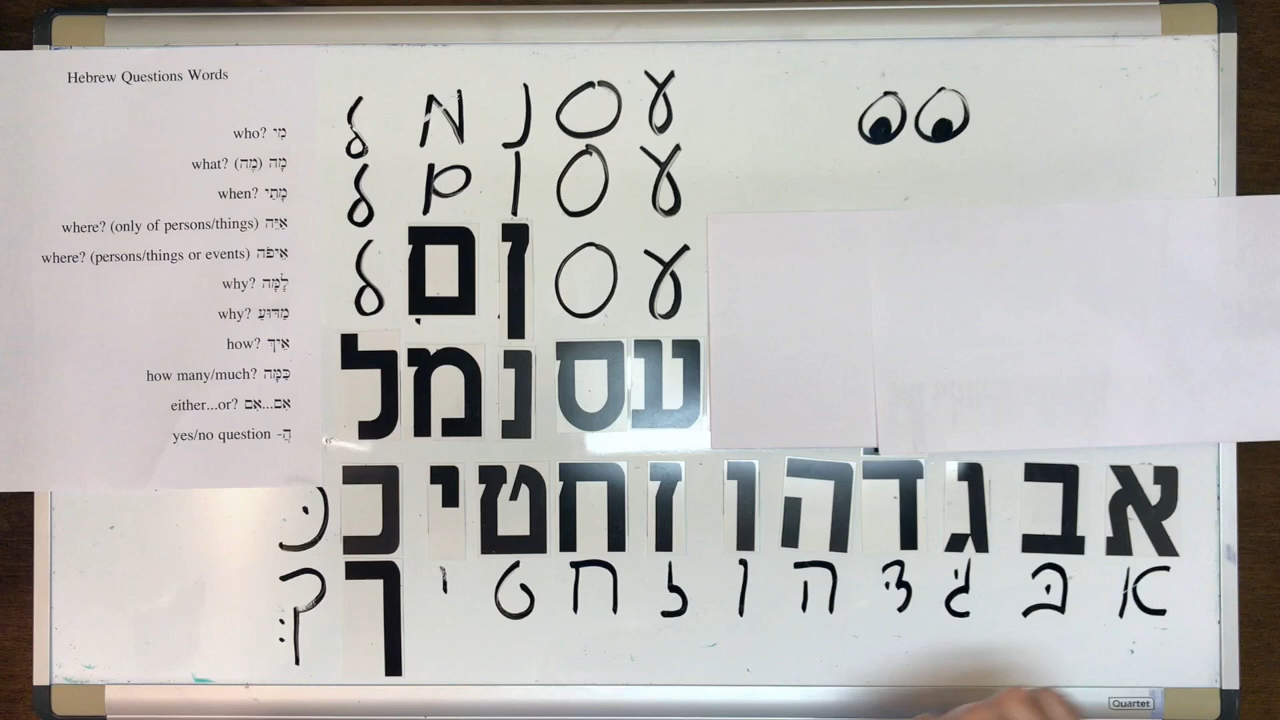 Hebrew Questions Words
who? מִי
what? מָה (מֶה)
when? מָתַי
where? (only of persons/things) אַיֵּה
where? (persons/things or events) אֵיפֹה
why? לָמָּה
why? מַדּוּעַ
how? אֵיךְ
how many/much? כַּמָּה
either...or? אִם...אִם
yes/no question הֲ-
ע ס נ מ ל
ע ס ן ם ל
ע ס ן ם ל
ע ס נ מ ל
א ב ג ד ה ו ז ח ט י כ כּ
א בּ גּ דּ ה ו ז ח ט י ך ךְּ
Quartet